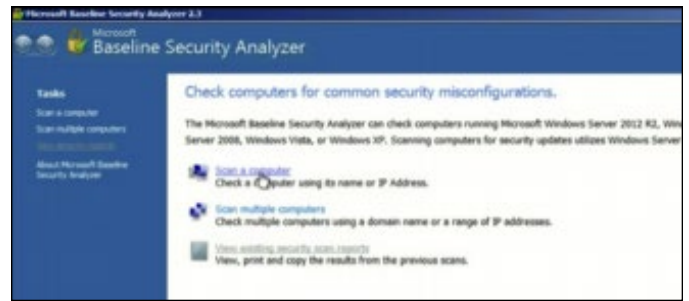 Microsoft Baseline Security Analyzer 2.3
Microsoft
Baseline Security Analyzer
Tasks
Scan a computer
Scan multiple computers
View security reports
About Microsoft Baseline
Security Analyzer
Check computers for common security misconfigurations.
The Microsoft Baseline Security Analyzer can check computers running Microsoft Windows Server 2012 R2,
Server 2008, Windows Vista, or Windows XP. Scanning computers for security updates utilizes Windows Server
Scan a computer
Check a computer using its name or IP Address.
Scan multiple computers
Check multiple computers using a domain name or a range of IP addresses.
View existing security scan reports
View, print and copy the results from the previous scans.